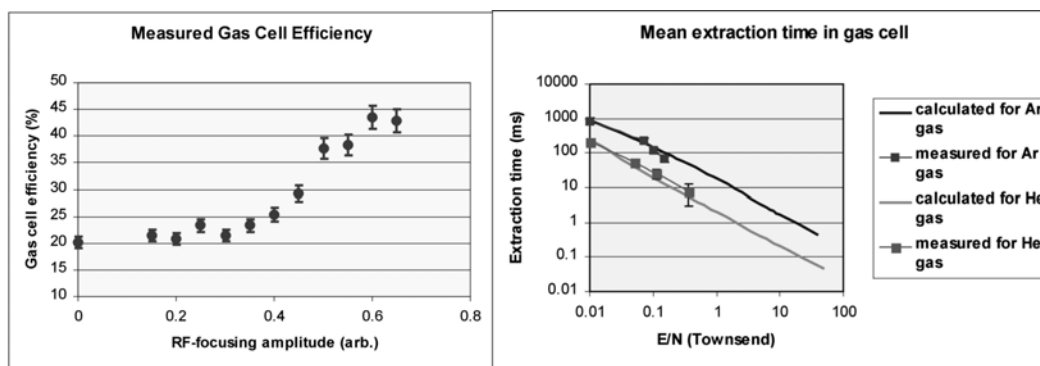 Measured Gas Cell Efficiency
Gas cell efficiency (%)
50
45
40
35
30
25
20
15
10
0
0.2
0.4
0.6
0.8
RF-focusing amplitude (arb.)
Mean extraction time in gas cell
Extraction time (ms)
10000
1000
100
10
1
0.1
0.01
0.01
0.1
1
10
100
E/N (Townsend)
calculated for Ar
gas
measured for Ar
gas
calculated for He
gas
measured for He
gas